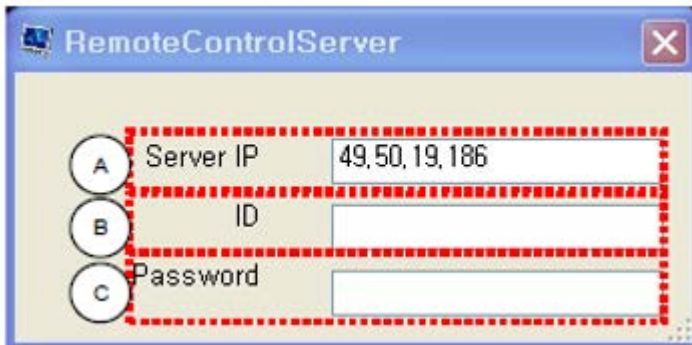 RemoteControlServer
A Server IP 49,50,19,186
B ID
C Password